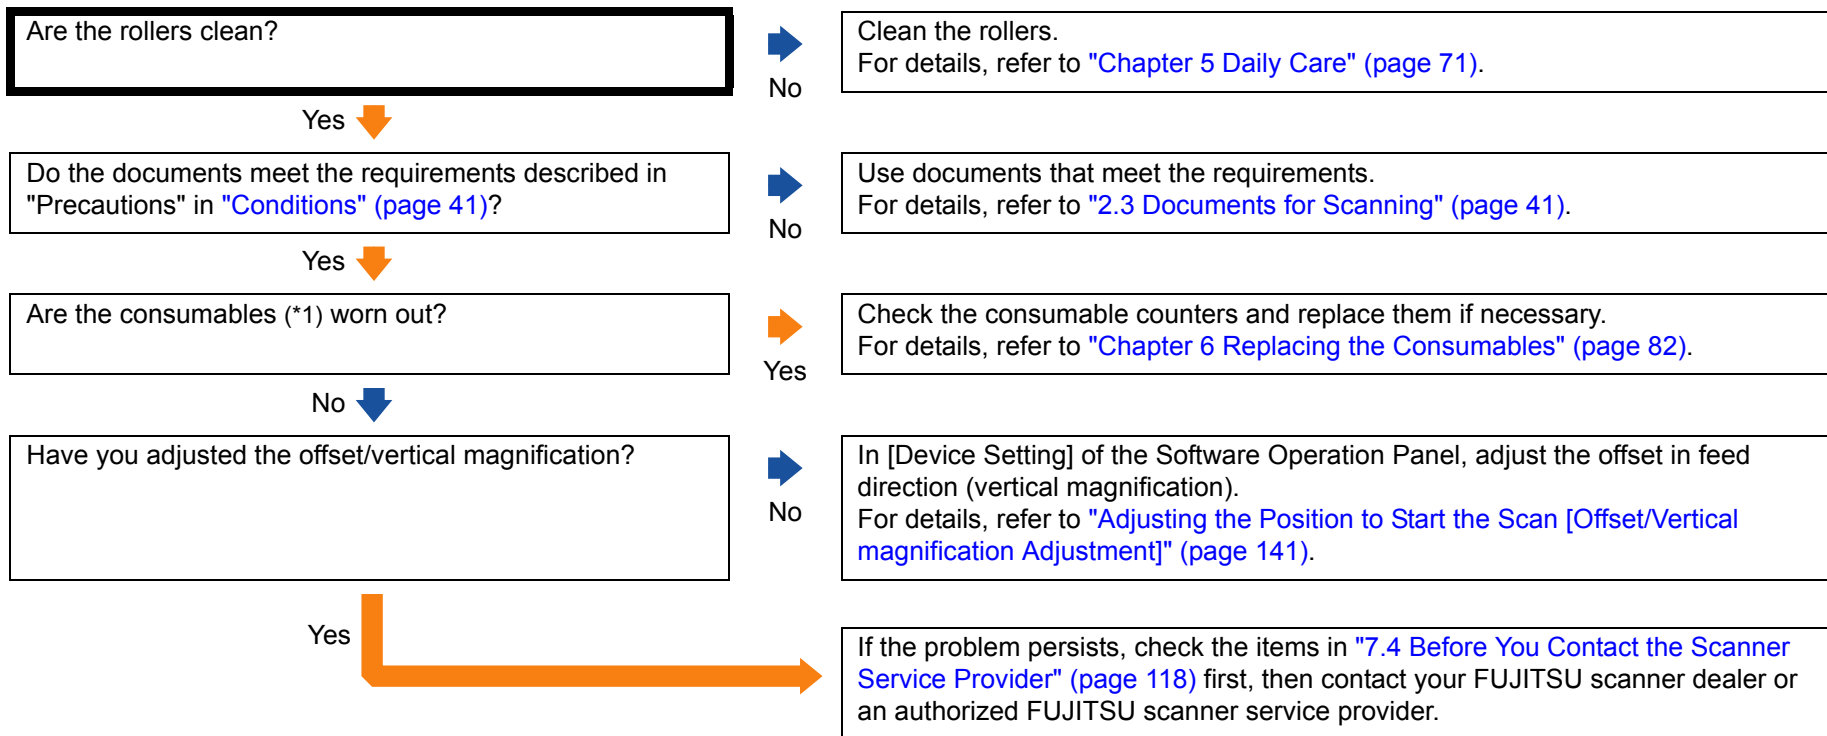 Are the rollers clean?
No
Clean the rollers.
For details, refer to "Chapter 5 Daily Care" (page 71).
Yes
Do the documents meet the requirements described in
"Precautions" in "Conditions" (page 41)?
No
Use documents that meet the requirements.
For details, refer to "2.3 Documents for Scanning" (page 41).
Yes
Are the consumables (*1) worn out?
Yes
Check the consumable counters and replace them if necessary.
For details, refer to "Chapter 6 Replacing the Consumables" (page 82).
No
Have you adjusted the offset/vertical magnification?
No
In [Device Setting] of the Software Operation Panel, adjust the offset in feed
direction (vertical magnification).
For details, refer to "Adjusting the Position to Start the Scan [Offset/Vertical
magnification Adjustment]" (page 141).
Yes
If the problem persists, check the items in "7.4 Before You Contact the Scanner
Service Provider" (page 118) first, then contact your FUJITSU scanner dealer or
an authorized FUJITSU scanner service provider.